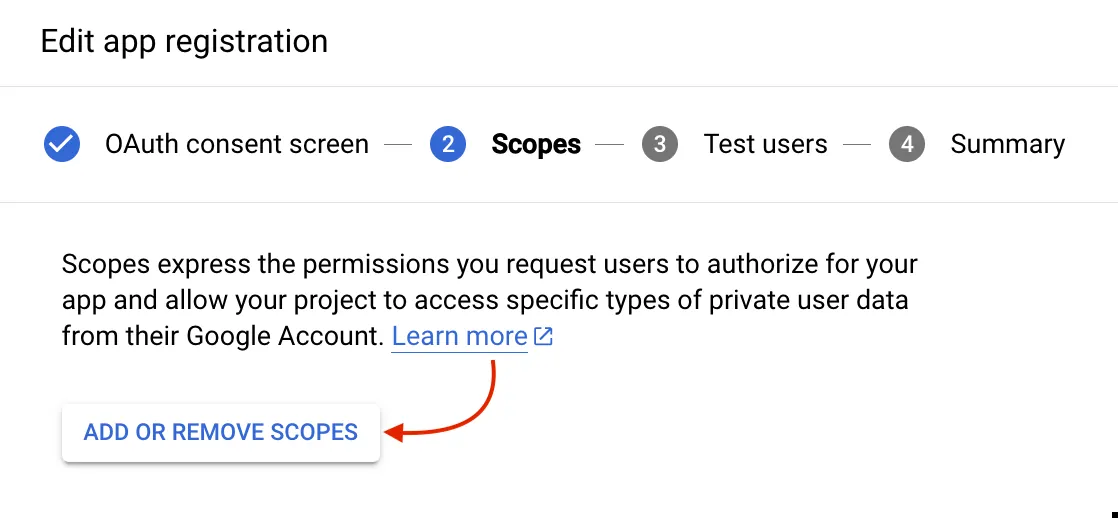 Edit app registration
OAuth consent screen
2 Scopes
3 Test users
4 Summary
Scopes express the permissions you request users to authorize for your
app and allow your project to access specific types of private user data
from their Google Account. Learn more
ADD OR REMOVE SCOPES